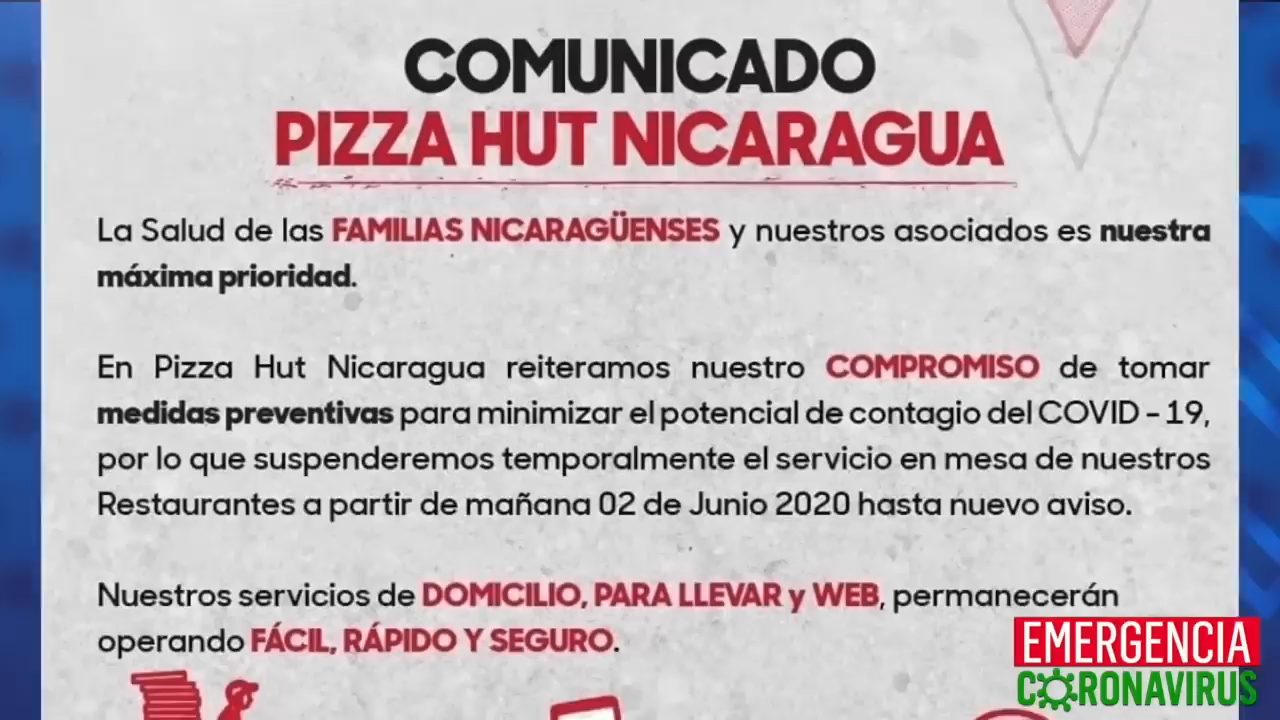 COMUNICADO
PIZZA HUT NICARAGUA
La Salud de las FAMILIAS NICARAGÜENSES y nuestros asociados es nuestra
máxima prioridad.
En Pizza Hut Nicaragua reiteramos nuestro COMPROMISO de tomar
medidas preventivas para minimizar el potencial de contagio del COVID - 19,
por lo que suspenderemos temporalmente el servicio en mesa de nuestros
Restaurantes a partir de mañana 02 de Junio 2020 hasta nuevo aviso.
Nuestros servicios de DOMICILIO, PARA LLEVAR y WEB, permanecerán
operando FÁCIL, RÁPIDO Y SEGURO.
EMERGENCIA
CORONAVIRUS